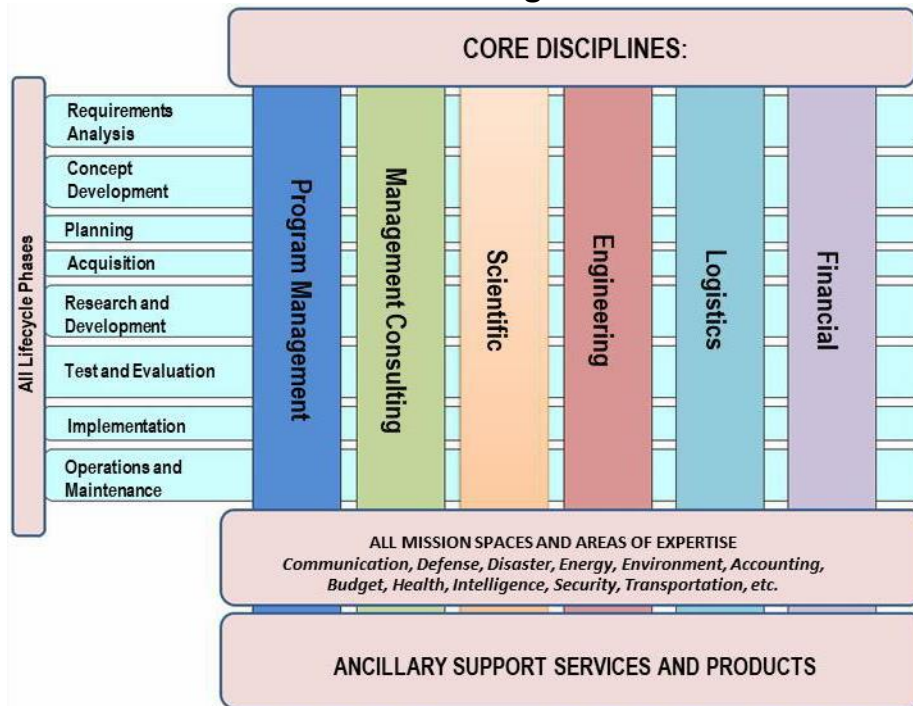 CORE DISCIPLINES:
All Lifecycle Phases
Requirements
Analysis
Concept
Development
Planning
Acquisition
Research and
Development
Test and Evaluation
Implementation
Operations and
Maintenance
Program Management
Management Consulting
Scientific
Engineering
Logistics
Financial
ALL MISSION SPACES AND AREAS OF EXPERTISE
Communication, Defense, Disaster, Energy, Environment, Accounting,
Budget, Health, Intelligence, Security, Transportation, etc.
ANCILLARY SUPPORT SERVICES AND PRODUCTS